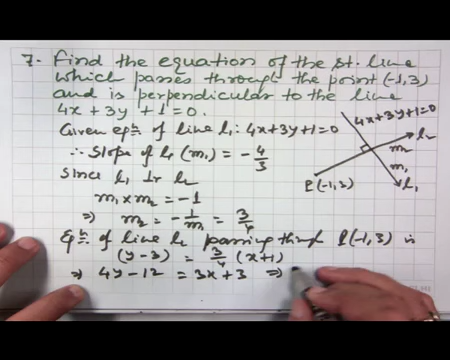 7. Find the equation of the st. line
which passes through the point (-1,3)
and is perpendicular to the line
4x + 3y + 1 = 0.
Given eqn of line l₁: 4x+3y+1=0
∴ Slope of l₁ (m₁) = -4/3
Since l₁ ⊥r l₂
m₁ × m₂ = -1
⇒ m₂ = -1/m₁ = 3/4
Eqn. of line l₂ passing through P(-1,3) is
(y-3) = 3/4 (x+1)
⇒ 4y-12 = 3x+3 ⇒
4x+3y+1=0
l₂
m₂
m₁
P(-1,3)
l₁